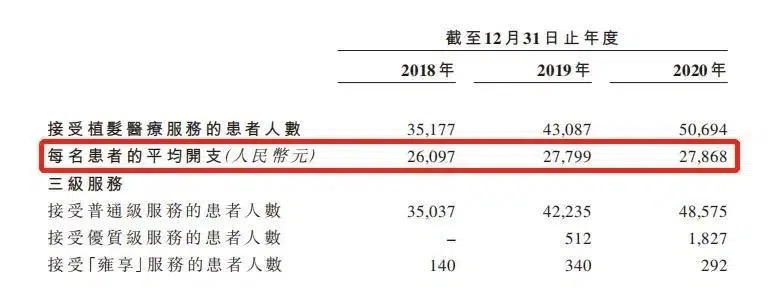 截至12月31日止年度
2018年 2019年 2020年
接受植髮醫療服務的患者人數 35,177 43,087 50,694
每名患者的平均開支(人民幣元) 26,097 27,799 27,868
三級服務
接受普通級服務的患者人數 35,037 42,235 48,575
接受優質級服務的患者人數 – 512 1,827
接受「雍享」服務的患者人數 140 340 292